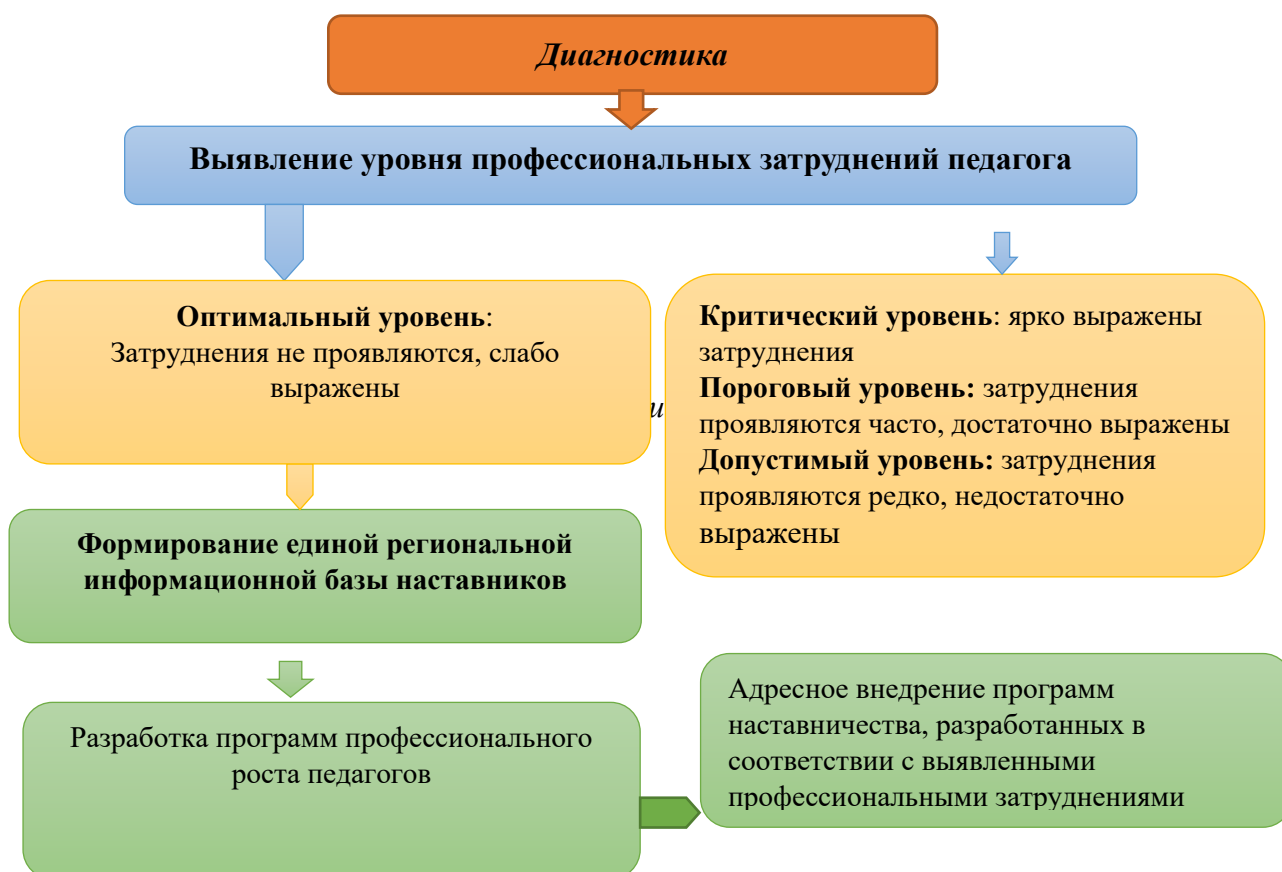 Диагностика
Выявление уровня профессиональных затруднений педагога
Оптимальный уровень:
Затруднения не проявляются, слабо
выражены
Критический уровень: ярко выражены
затруднения
Пороговый уровень: затруднения
проявляются часто, достаточно выражены
Допустимый уровень: затруднения
проявляются редко, недостаточно
выражены
и
Формирование единой региональной
информационной базы наставников
Разработка программ профессионального
роста педагогов
Адресное внедрение программ
наставничества, разработанных в
соответствии с выявленными
профессиональными затруднениями